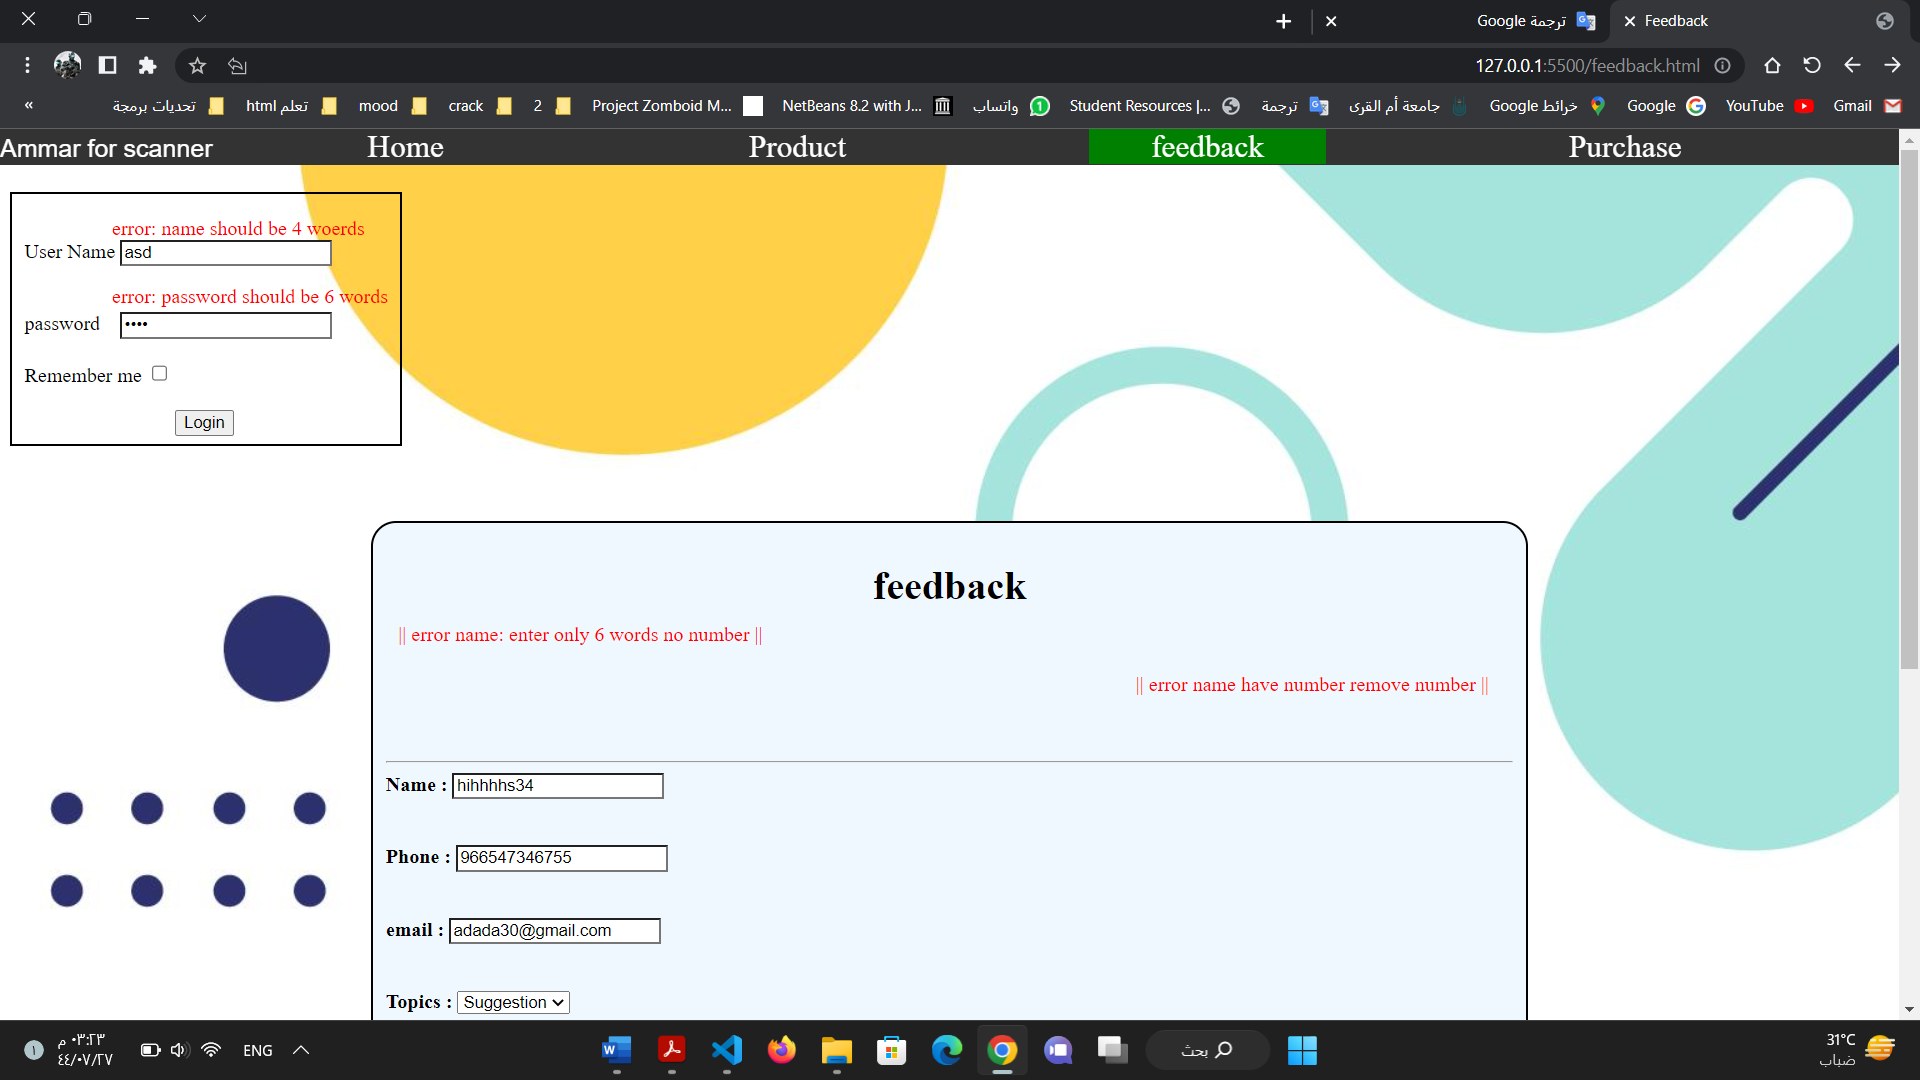 ترجمة Google
Feedback
127.0.0.1:5500/feedback.html
»
تحديات برمجة
تعلم html
mood
crack
2
Project Zomboid M...
NetBeans 8.2 with J...
واتساب
Student Resources |...
ترجمة
جامعة أم القرى
خرائط Google
Google
YouTube
Gmail
Ammar for scanner
Home
Product
feedback
Purchase
error: name should be 4 woerds
User Name asd
error: password should be 6 words
password ••••
Remember me
Login
feedback
|| error name: enter only 6 words no number ||
|| error name have number remove number ||
Name : hihhhhs34
Phone : 966547346755
email : adada30@gmail.com
Topics : Suggestion
١
٠٣:٢٣ م
٤٤/٠٧/٢٧
ENG
بحث
31°C
ضباب